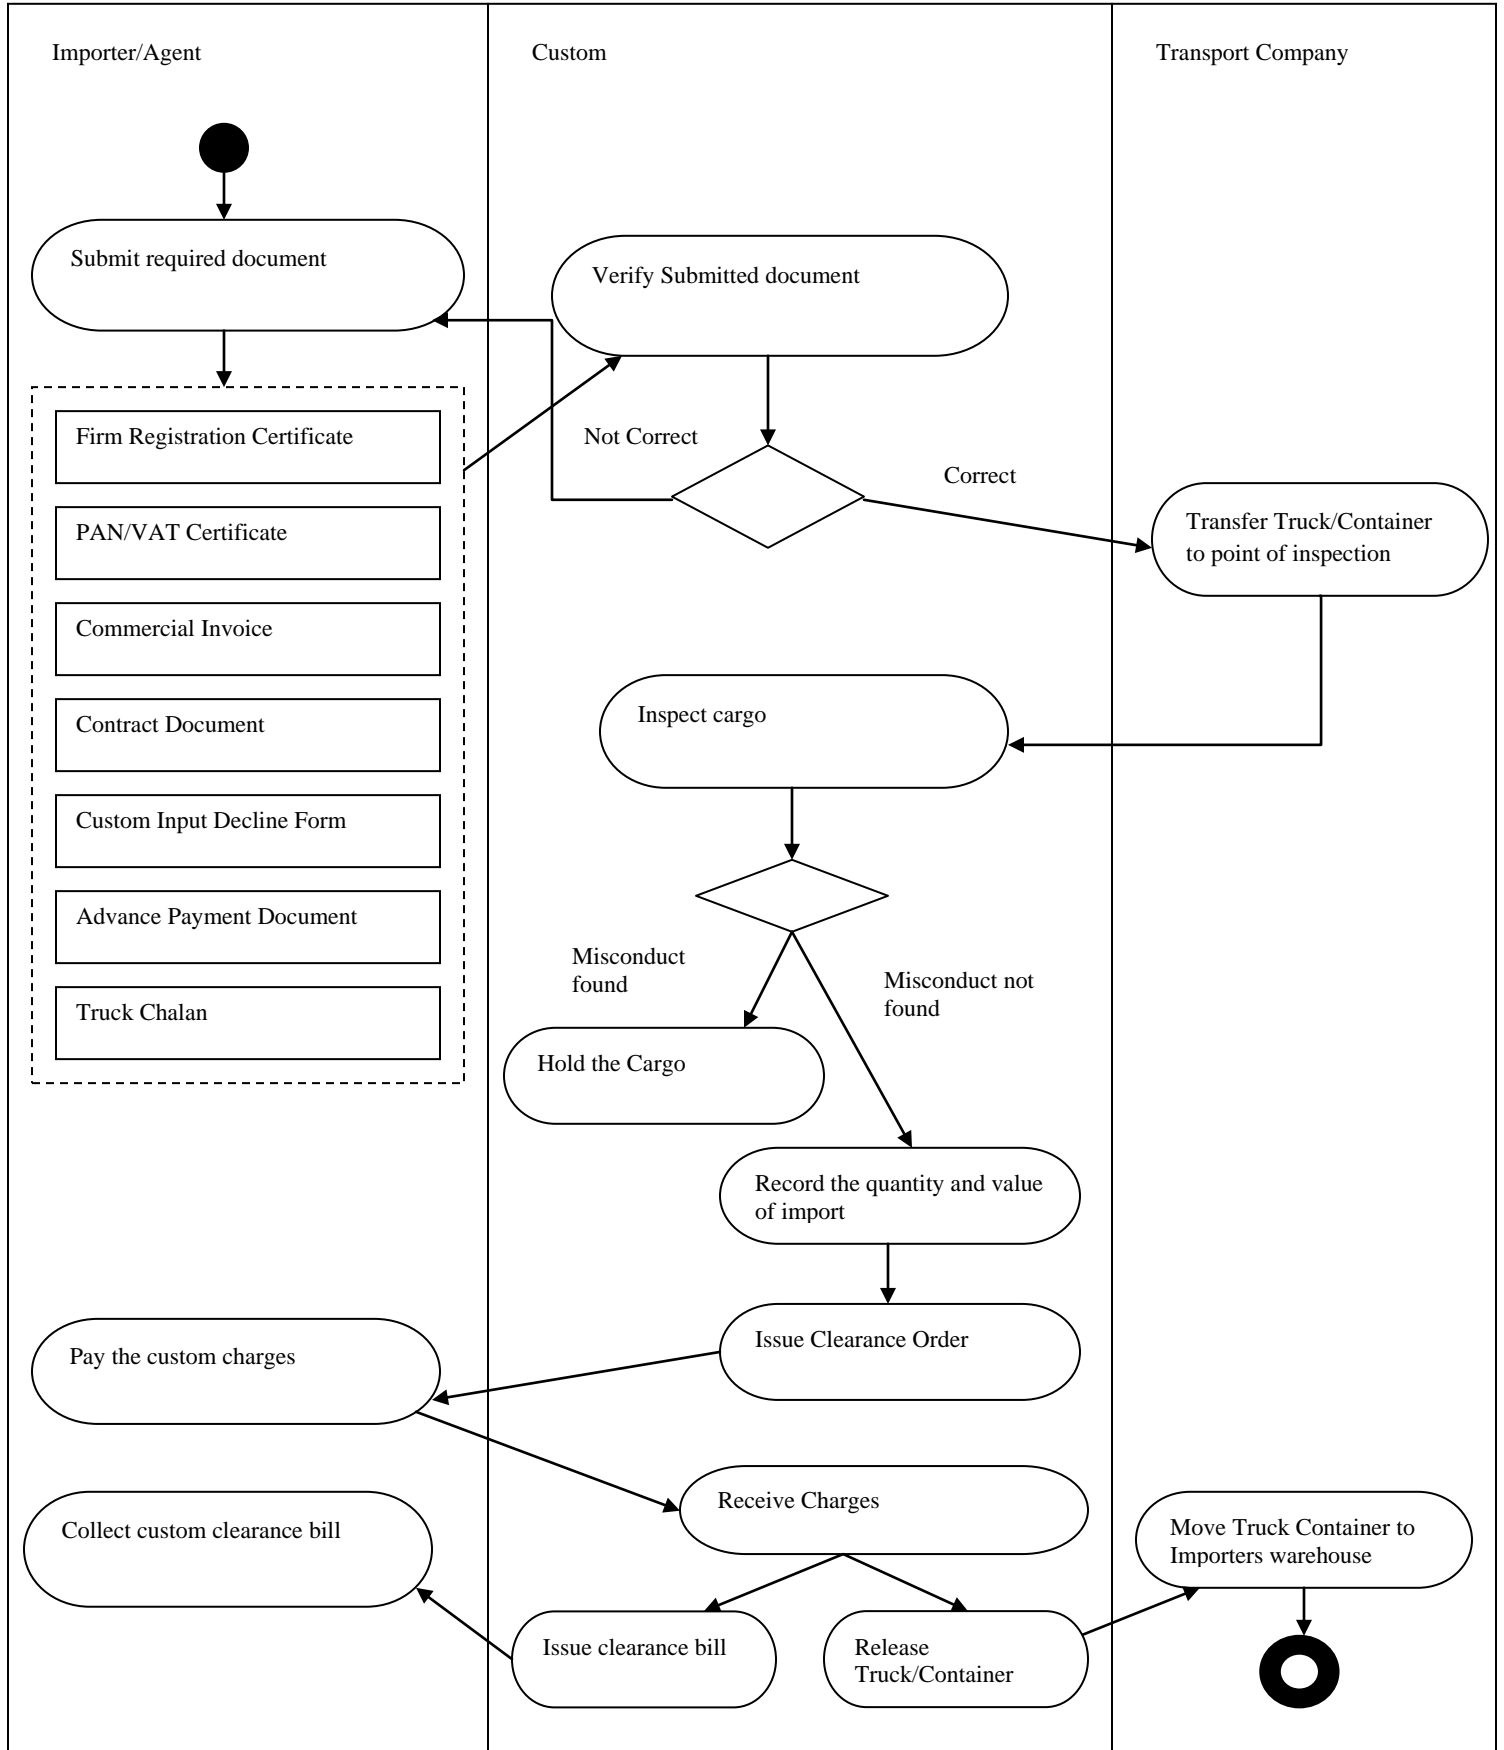 Importer/Agent
Custom
Transport Company
Submit required document
Verify Submitted document
Firm Registration Certificate
Not Correct
Correct
PAN/VAT Certificate
Transfer Truck/Container
to point of inspection
Commercial Invoice
Contract Document
Inspect cargo
Custom Input Decline Form
Advance Payment Document
Misconduct
found
Misconduct not
found
Truck Chalan
Hold the Cargo
Record the quantity and value
of import
Issue Clearance Order
Pay the custom charges
Receive Charges
Collect custom clearance bill
Move Truck Container to
Importers warehouse
Issue clearance bill
Release
Truck/Container